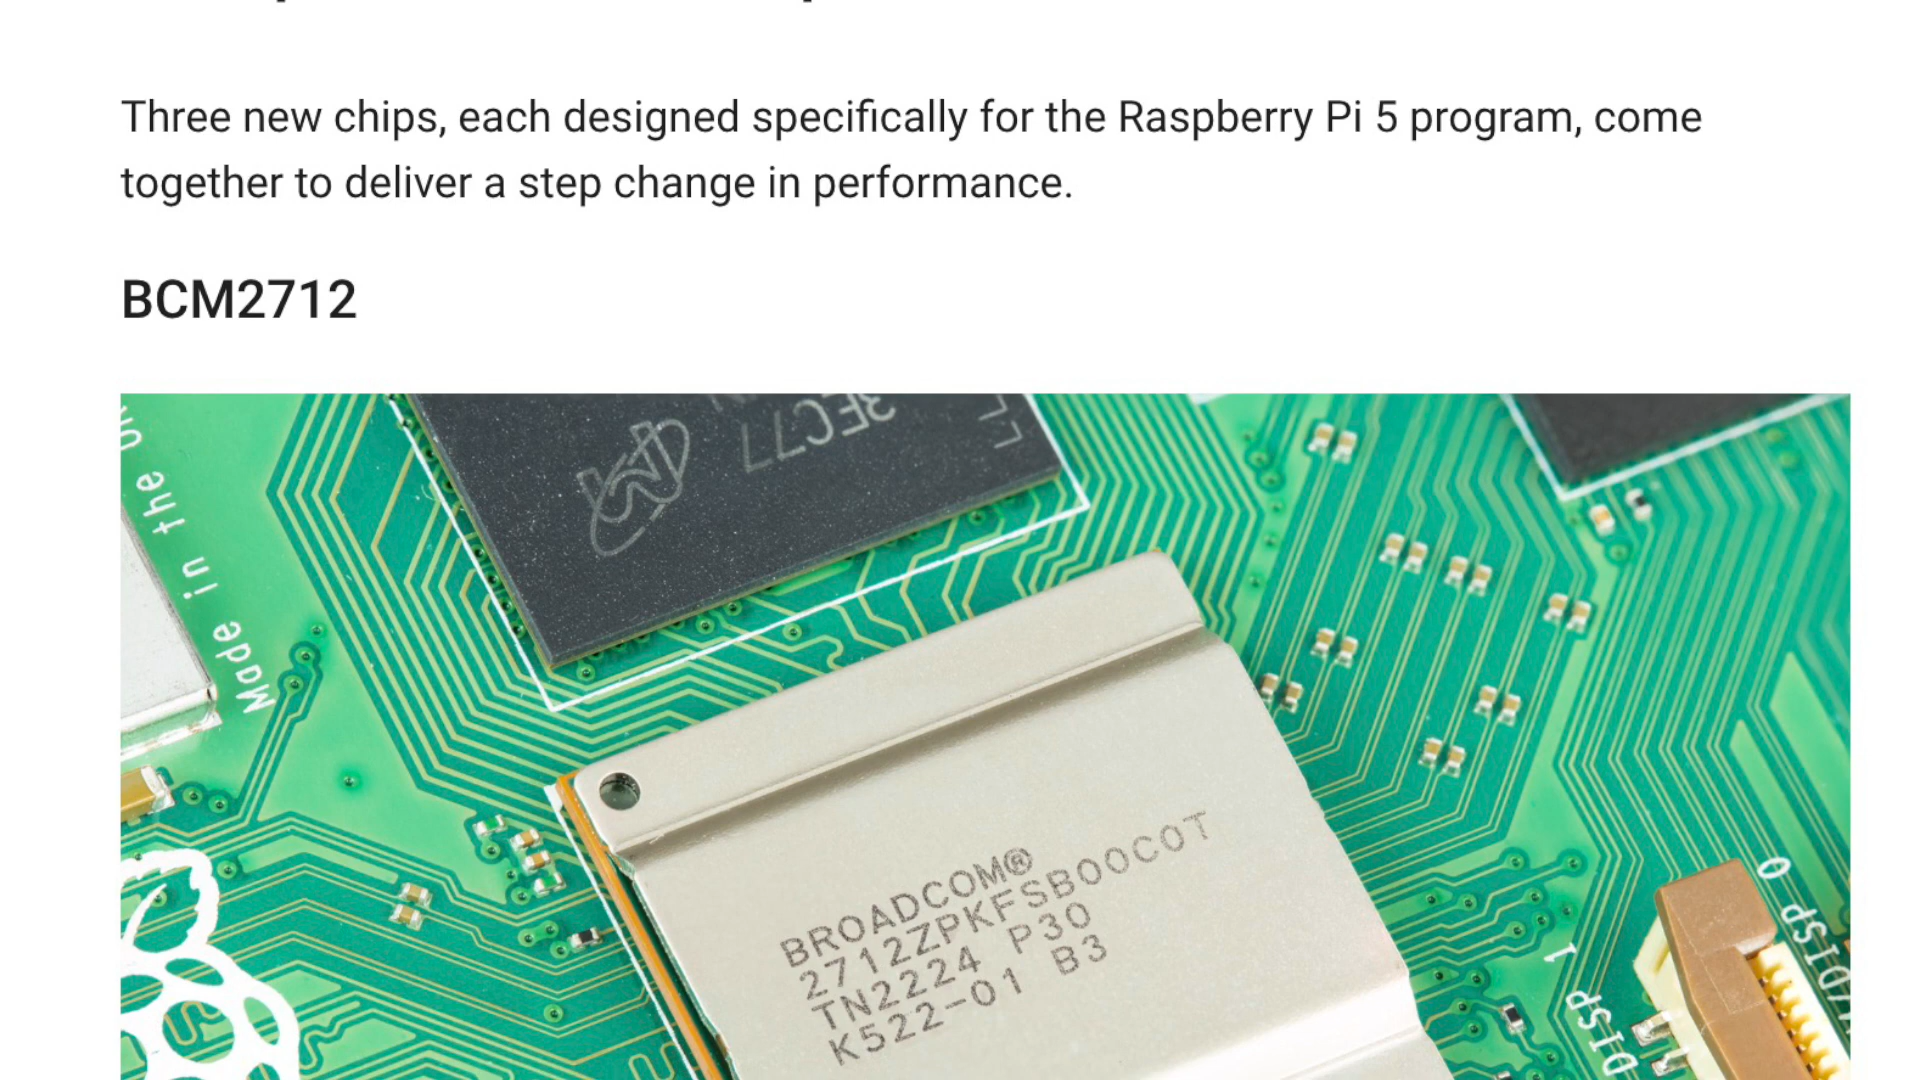 Three new chips, each designed specifically for the Raspberry Pi 5 program, come
together to deliver a step change in performance.
BCM2712
Made in the
3EC77
BROADCOM®
2712ZPKFSB00C0T
TN2224 P30
K522-01 B3
0
1
DISP